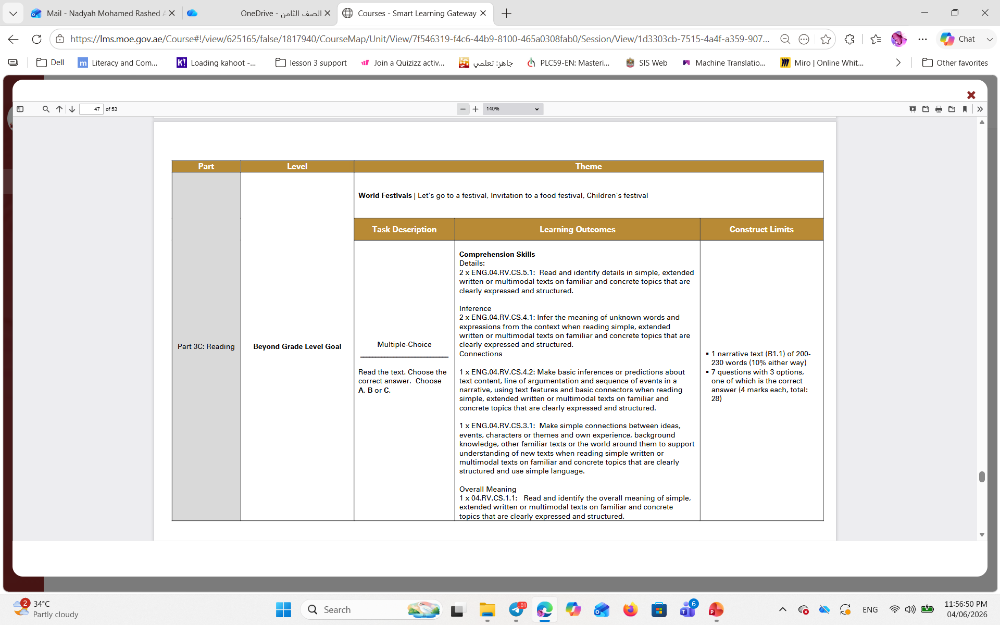 Mail - Nadyah Mohamed Rashed A
OneDrive - الصف الثامن
Courses - Smart Learning Gateway
https://lms.moe.gov.ae/Course#!/view/625165/false/1817940/CourseMap/Unit/View/7f546319-f4c6-44b9-8100-465a0308fab0/Session/View/1d3303cb-7515-4a4f-a359-907...
Chat
Dell
Literacy and Com...
Loading kahoot -...
lesson 3 support
Join a Quizizz activ...
جاهز: تعلمي
PLC59-EN: Masteri...
SIS Web
Machine Translatio...
Miro | Online Whit...
Other favorites
47 of 53
140%
Part Level Theme
World Festivals | Let's go to a festival, Invitation to a food festival, Children's festival
Task Description Learning Outcomes Construct Limits
Part 3C: Reading
Beyond Grade Level Goal
Multiple-Choice
Read the text. Choose the
correct answer. Choose
A, B or C.
Comprehension Skills
Details:
2 x ENG.04.RV.CS.5.1: Read and identify details in simple, extended
written or multimodal texts on familiar and concrete topics that are
clearly expressed and structured.
Inference
2 x ENG.04.RV.CS.4.1: Infer the meaning of unknown words and
expressions from the context when reading simple, extended
written or multimodal texts on familiar and concrete topics that are
clearly expressed and structured.
Connections
1 x ENG.04.RV.CS.4.2: Make basic inferences or predictions about
text content, line of argumentation and sequence of events in a
narrative, using text features and basic connectors when reading
simple, extended written or multimodal texts on familiar and
concrete topics that are clearly expressed and structured.
1 x ENG.04.RV.CS.3.1: Make simple connections between ideas,
events, characters or themes and own experience, background
knowledge, other familiar texts or the world around them to support
understanding of new texts when reading simple written or
multimodal texts on familiar and concrete topics that are clearly
structured and use simple language.
Overall Meaning
1 x 04.RV.CS.1.1: Read and identify the overall meaning of simple,
extended written or multimodal texts on familiar and concrete
topics that are clearly expressed and structured.
▪ 1 narrative text (B1.1) of 200-
230 words (10% either way)
▪ 7 questions with 3 options,
one of which is the correct
answer (4 marks each, total:
28)
2
34°C
Partly cloudy
Search
.01
6
ENG
11:56:50 PM
04/06/2026